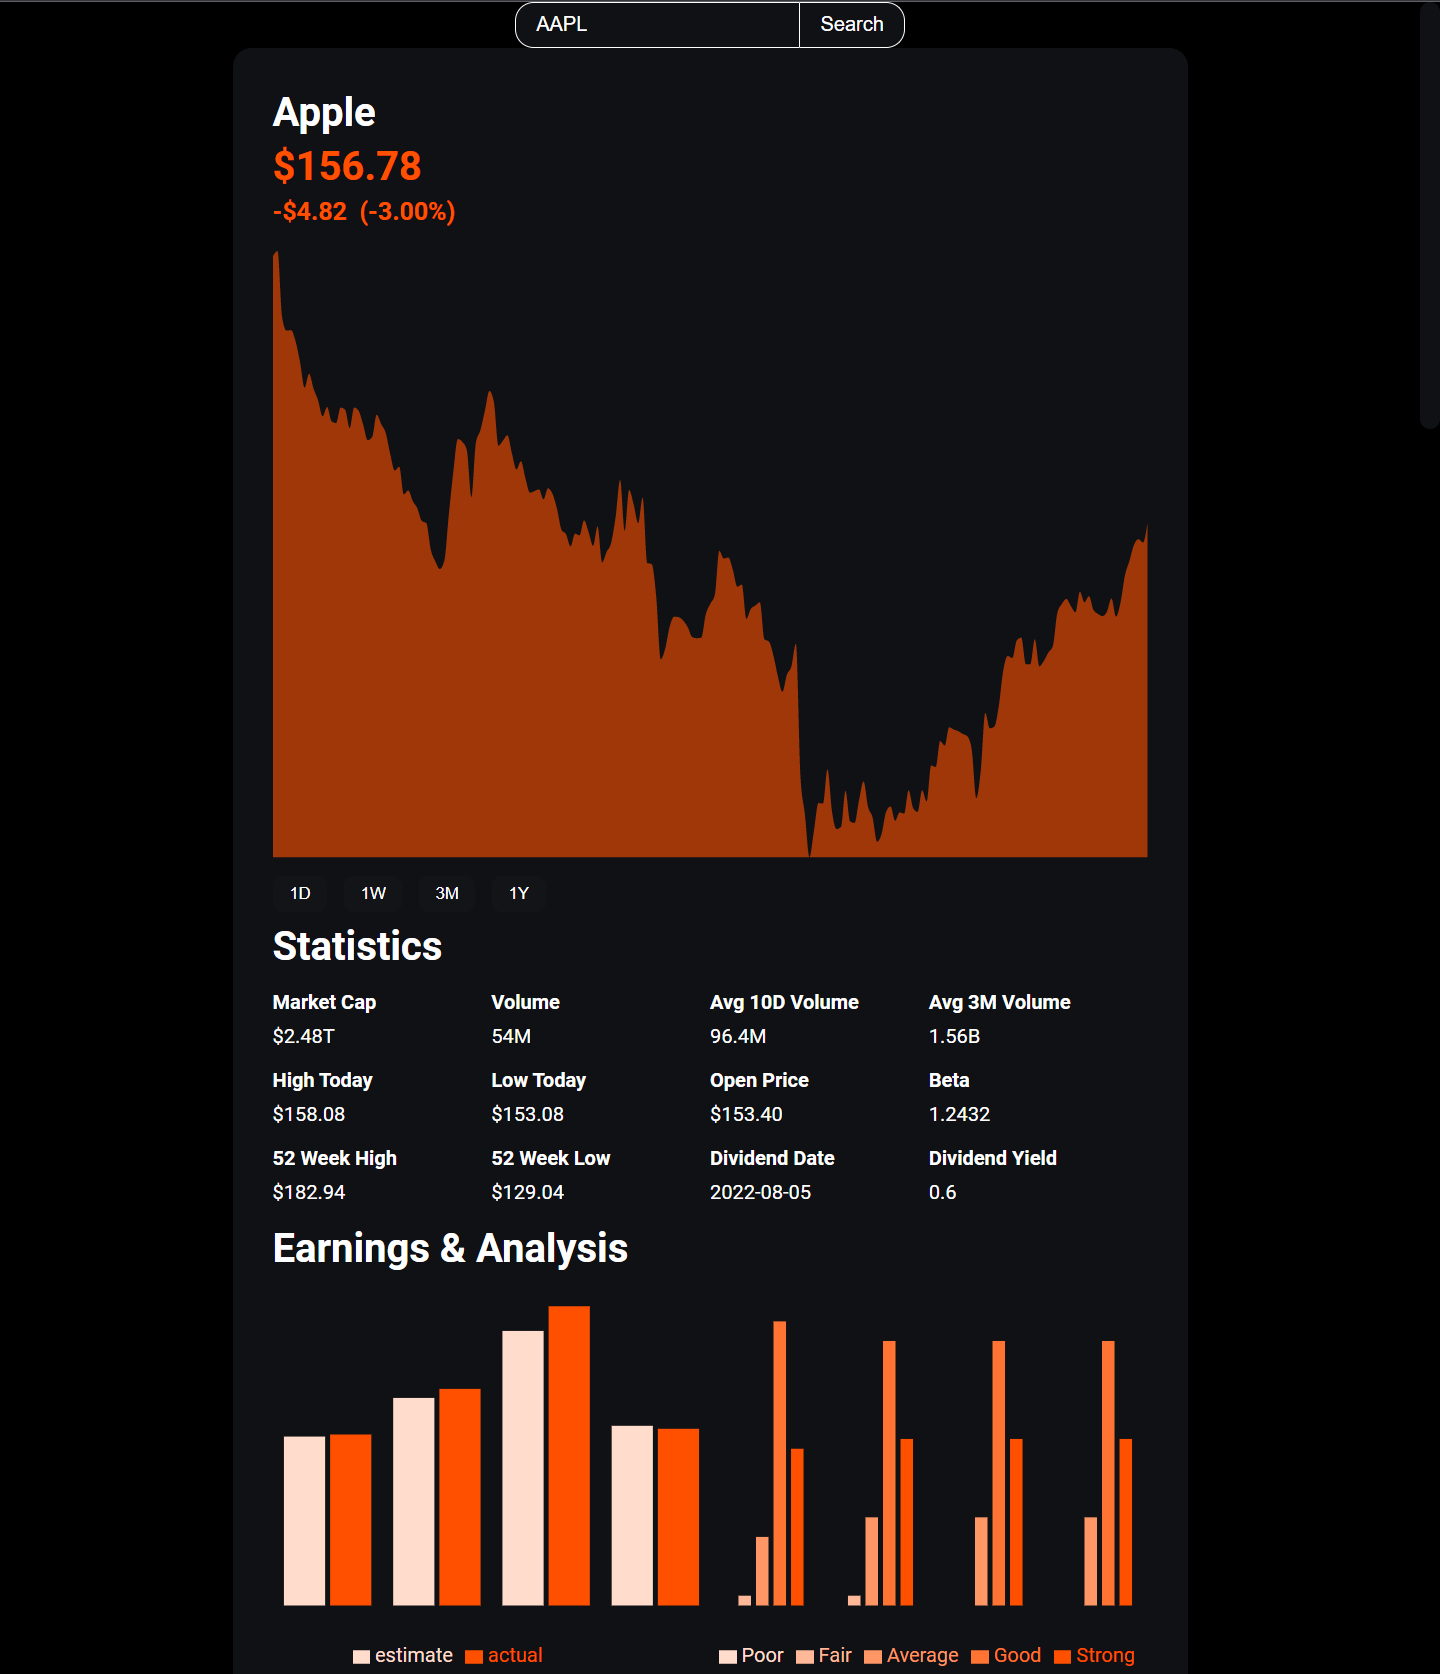 AAPL Search
Apple
$156.78
-$4.82 (-3.00%)
1D 1W 3M 1Y
Statistics
Market Cap Volume Avg 10D Volume Avg 3M Volume
$2.48T 54M 96.4M 1.56B
High Today Low Today Open Price Beta
$158.08 $153.08 $153.40 1.2432
52 Week High 52 Week Low Dividend Date Dividend Yield
$182.94 $129.04 2022-08-05 0.6
Earnings & Analysis
estimate actual Poor Fair Average Good Strong